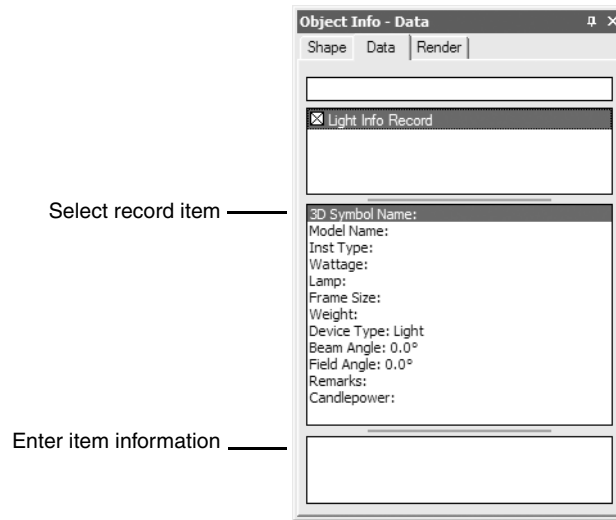 Object Info - Data
Shape Data Render
Light Info Record
Select record item
3D Symbol Name:
Model Name:
Inst Type:
Wattage:
Lamp:
Frame Size:
Weight:
Device Type: Light
Beam Angle: 0.0°
Field Angle: 0.0°
Remarks:
Candlepower:
Enter item information